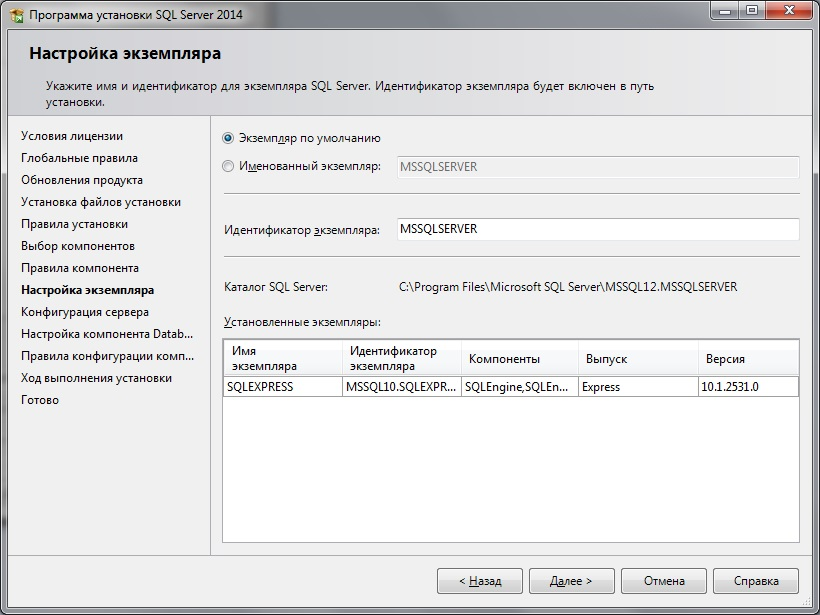 Программа установки SQL Server 2014
Настройка экземпляра
Укажите имя и идентификатор для экземпляра SQL Server. Идентификатор экземпляра будет включен в путь
установки.
Условия лицензии
Глобальные правила
Обновления продукта
Установка файлов установки
Правила установки
Выбор компонентов
Правила компонента
Настройка экземпляра
Конфигурация сервера
Настройка компонента Datab...
Правила конфигурации комп...
Ход выполнения установки
Готово
Экземпляр по умолчанию
Именованный экземпляр: MSSQLSERVER
Идентификатор экземпляра: MSSQLSERVER
Каталог SQL Server: C:\Program Files\Microsoft SQL Server\MSSQL12.MSSQLSERVER
Установленные экземпляры:
Имя экземпляра Идентификатор экземпляра Компоненты Выпуск Версия
SQLEXPRESS MSSQL10.SQLEXPR... SQLEngine,SQLEn... Express 10.1.2531.0
< Назад Далее > Отмена Справка